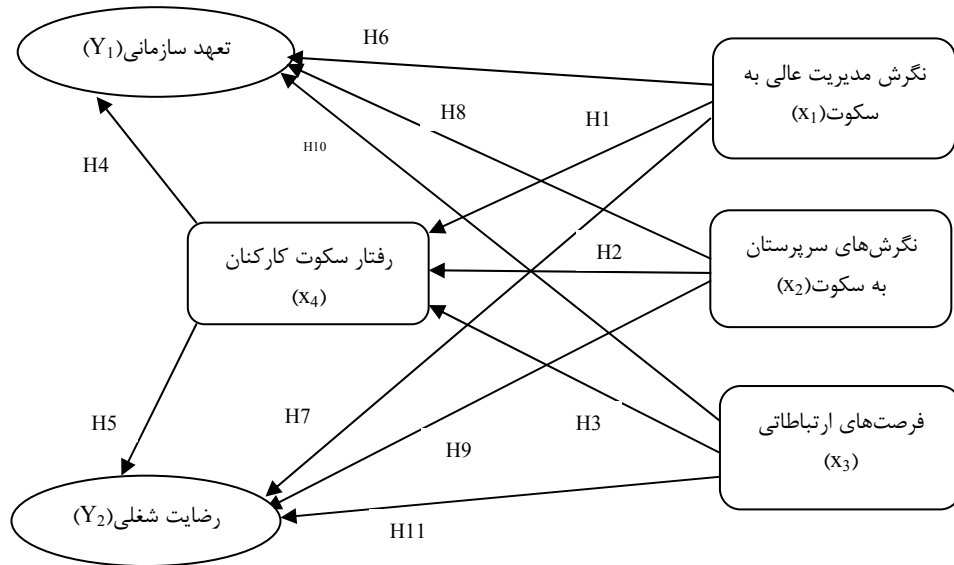 نگرش مدیریت عالی به
سکوت(x₁)
نگرش‌های سرپرستان
به سکوت(x₂)
فرصت‌های ارتباطاتی
(x₃)
رفتار سکوت کارکنان
(x₄)
تعهد سازمانی(Y₁)
رضایت شغلی(Y₂)
H6
H8
H1
H10
H4
H2
H5
H7
H3
H9
H11